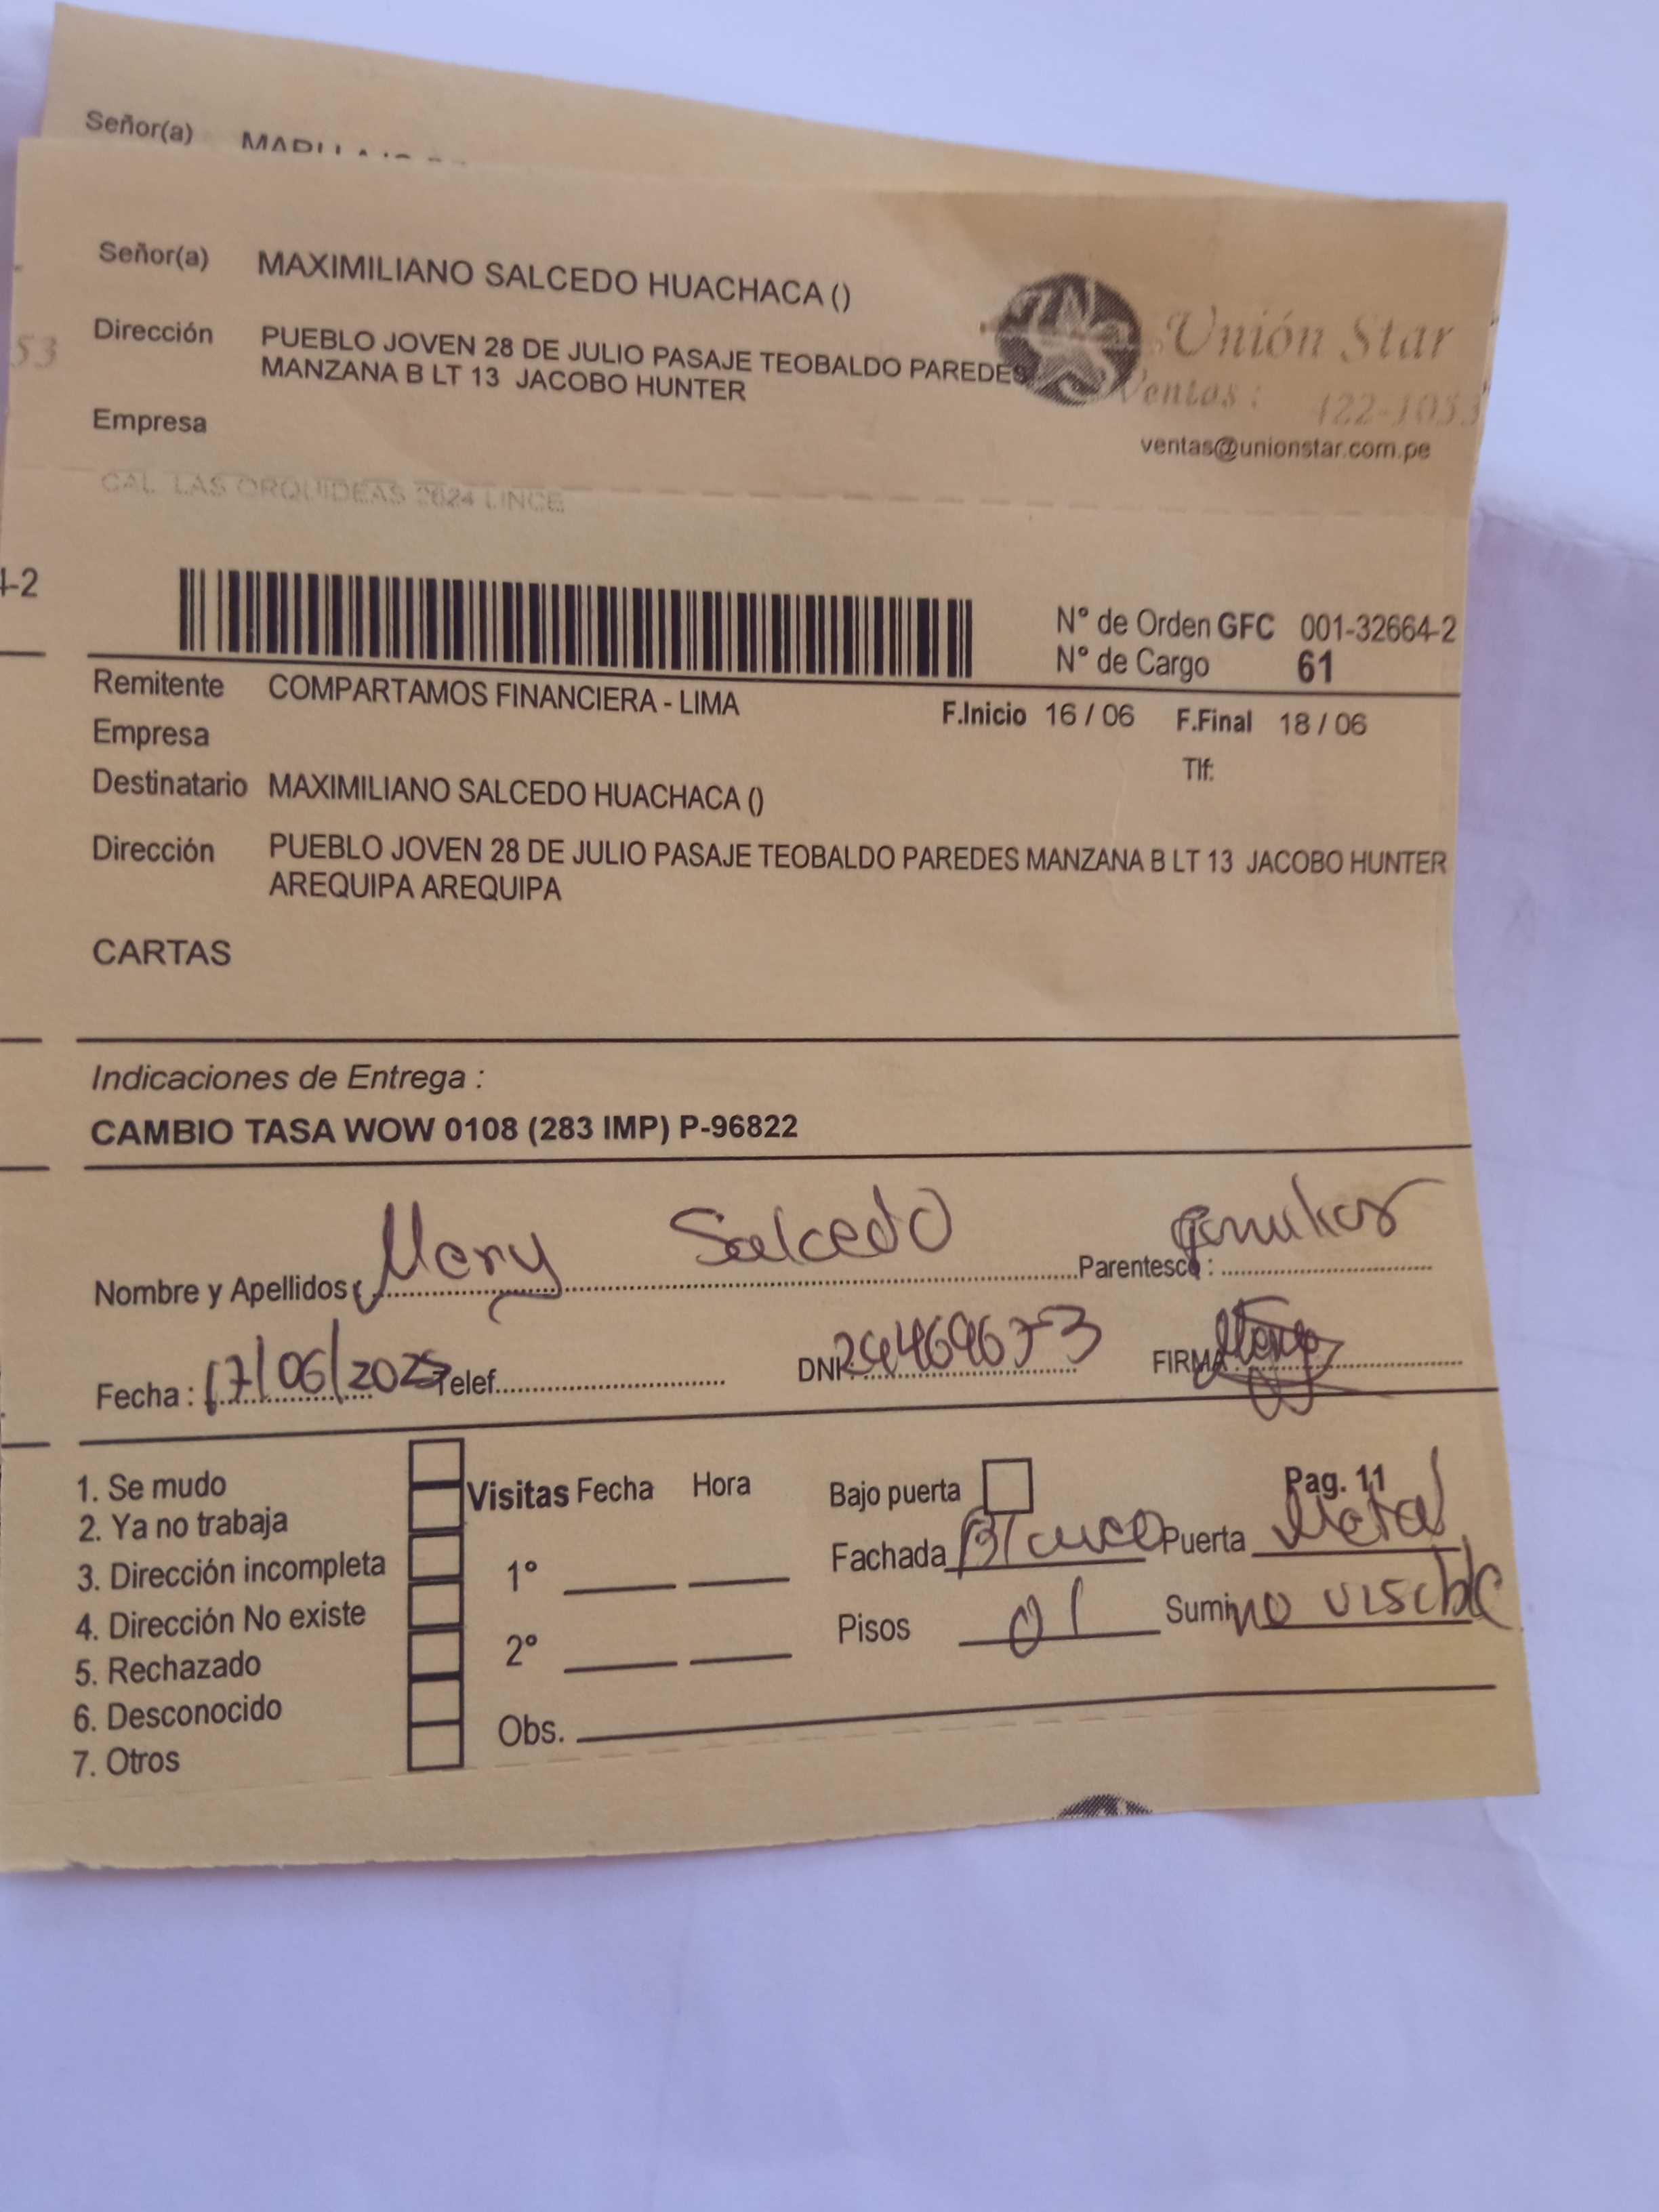 Señor(a)
Señor(a) MAXIMILIANO SALCEDO HUACHACA ()
Dirección PUEBLO JOVEN 28 DE JULIO PASAJE TEOBALDO PAREDES
MANZANA B LT 13 JACOBO HUNTER
Empresa
Unión Star
Ventas : 422-1053
ventas@unionstar.com.pe
53
CAL. LAS ORQUIDEAS 2624 LINCE
4-2
N° de Orden GFC 001-32664-2
N° de Cargo 61
Remitente COMPARTAMOS FINANCIERA - LIMA F.Inicio 16 / 06 F.Final 18 / 06
Empresa Tlf:
Destinatario MAXIMILIANO SALCEDO HUACHACA ()
Dirección PUEBLO JOVEN 28 DE JULIO PASAJE TEOBALDO PAREDES MANZANA B LT 13 JACOBO HUNTER
AREQUIPA AREQUIPA
CARTAS
Indicaciones de Entrega :
CAMBIO TASA WOW 0108 (283 IMP) P-96822
Nombre y Apellidos : Mery Salcedo Parentesco :
Fecha : 17/06/2025 Telef. DNI: FIRMA
1. Se mudo
2. Ya no trabaja
3. Dirección incompleta
4. Dirección No existe
5. Rechazado
6. Desconocido
7. Otros
Visitas Fecha Hora
1°
2°
Obs.
Bajo puerta Pag. 11
Fachada Blanco Puerta Metal
Pisos 01 Sumi no visible